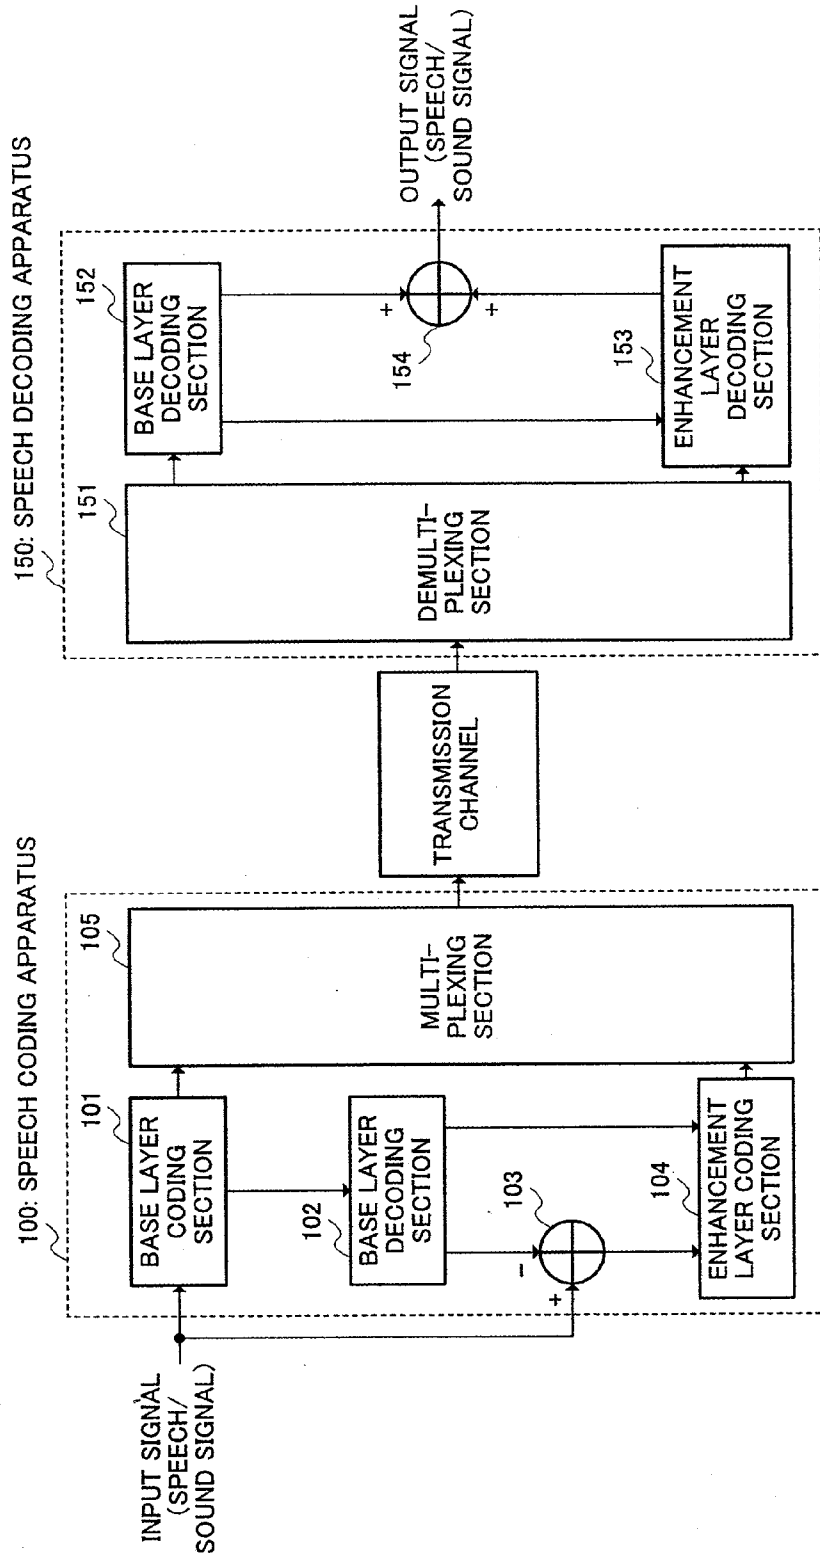 100: SPEECH CODING APPARATUS
INPUT SIGNAL
(SPEECH/
SOUND SIGNAL)
101
BASE LAYER
CODING
SECTION
102
BASE LAYER
DECODING
SECTION
103
-
+
104
ENHANCEMENT
LAYER CODING
SECTION
105
MULTI-
PLEXING
SECTION
TRANSMISSION
CHANNEL
150: SPEECH DECODING APPARATUS
151
DEMULTI-
PLEXING
SECTION
152
BASE LAYER
DECODING
SECTION
+
154
+
153
ENHANCEMENT
LAYER
DECODING
SECTION
OUTPUT SIGNAL
(SPEECH/
SOUND SIGNAL)